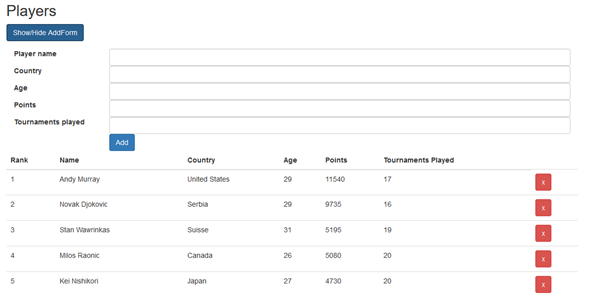 Players
Show/Hide AddForm
Player name
Country
Age
Points
Tournaments played
Add
Rank Name Country Age Points Tournaments Played
1 Andy Murray United States 29 11540 17 x
2 Novak Djokovic Serbia 29 9735 16 x
3 Stan Wawrinkas Suisse 31 5195 19 x
4 Milos Raonic Canada 26 5080 20 x
5 Kei Nishikori Japan 27 4730 20 x